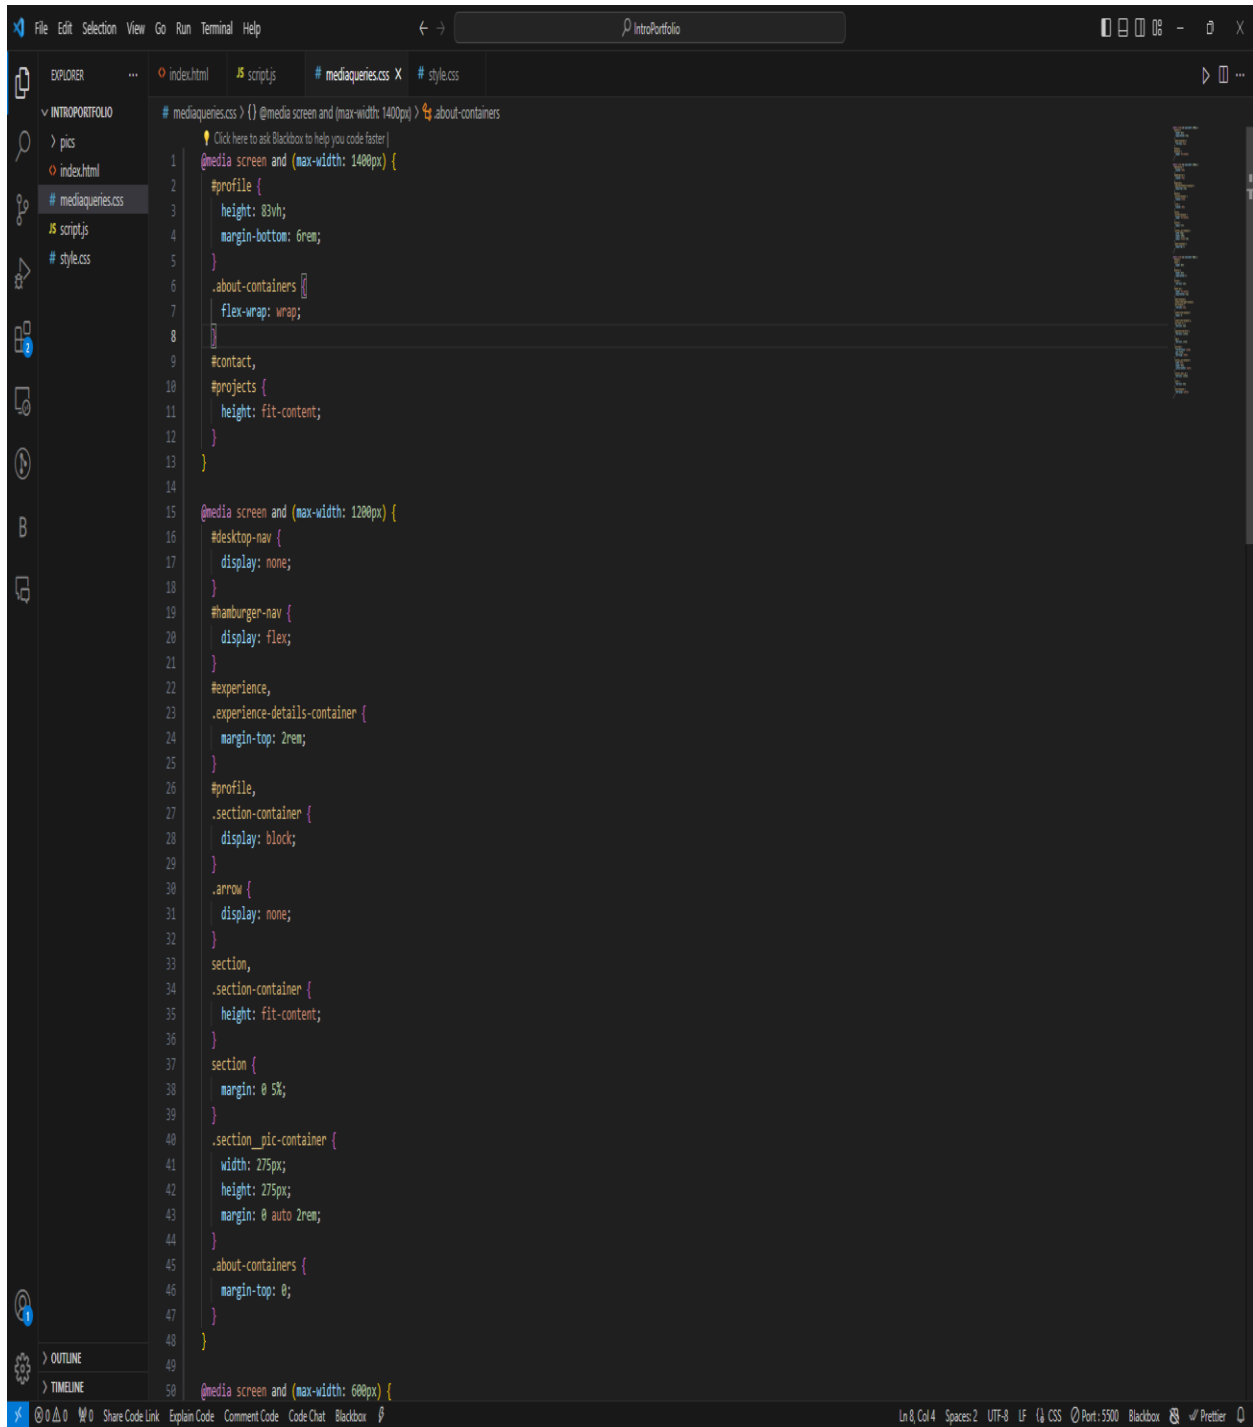 File Edit Selection View Go Run Terminal Help
IntroPortfolio
EXPLORER
index.html
JS script.js
# mediaqueries.css X
# style.css
INTROPORTFOLIO
pics
index.html
# mediaqueries.css
JS script.js
# style.css
OUTLINE
TIMELINE
# mediaqueries.css > {} @media screen and (max-width: 1400px) > .about-containers
Click here to ask Blackbox to help you code faster |
1 @media screen and (max-width: 1400px) {
2 #profile {
3 height: 83vh;
4 margin-bottom: 6rem;
5 }
6 .about-containers {
7 flex-wrap: wrap;
8 }
9 #contact,
10 #projects {
11 height: fit-content;
12 }
13 }
14
15 @media screen and (max-width: 1200px) {
16 #desktop-nav {
17 display: none;
18 }
19 #hamburger-nav {
20 display: flex;
21 }
22 #experience,
23 .experience-details-container {
24 margin-top: 2rem;
25 }
26 #profile,
27 .section-container {
28 display: block;
29 }
30 .arrow {
31 display: none;
32 }
33 section,
34 .section-container {
35 height: fit-content;
36 }
37 section {
38 margin: 0 5%;
39 }
40 .section__pic-container {
41 width: 275px;
42 height: 275px;
43 margin: 0 auto 2rem;
44 }
45 .about-containers {
46 margin-top: 0;
47 }
48 }
49
50 @media screen and (max-width: 600px) {
2
B
1
0 0 0 Share Code Link Explain Code Comment Code Code Chat Blackbox
Ln 8, Col 4 Spaces: 2 UTF-8 LF CSS Port : 5500 Blackbox Prettier